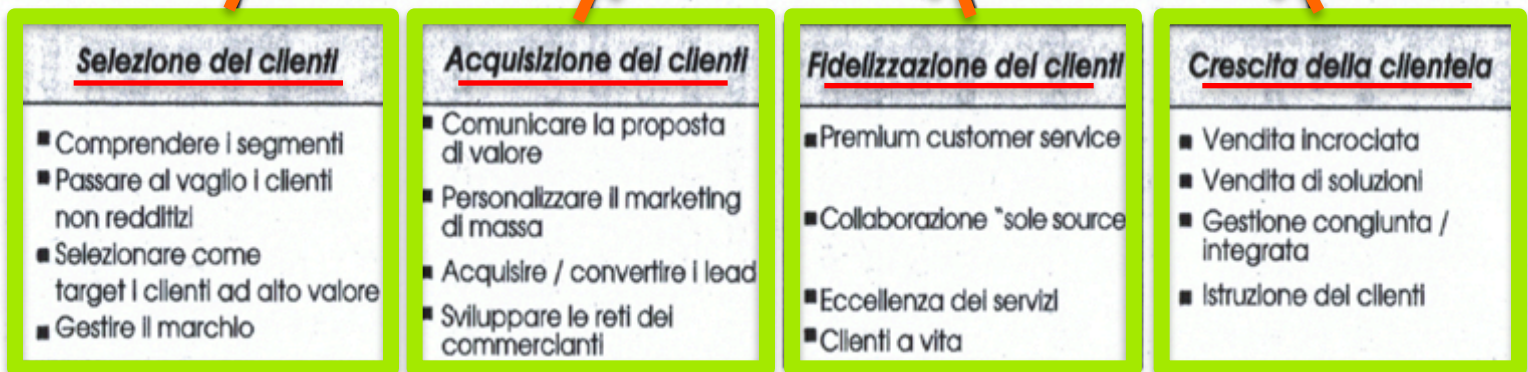 Selezione dei clienti
Comprendere i segmenti
Passare al vaglio i clienti
non redditizi
Selezionare come
target i clienti ad alto valore
Gestire il marchio
Acquisizione dei clienti
Comunicare la proposta
di valore
Personalizzare il marketing
di massa
Acquisire / convertire i lead
Sviluppare le reti dei
commercianti
Fidelizzazione dei clienti
Premium customer service
Collaborazione "sole source
Eccellenza dei servizi
Clienti a vita
Crescita della clientela
Vendita incrociata
Vendita di soluzioni
Gestione congiunta /
integrata
Istruzione dei clienti